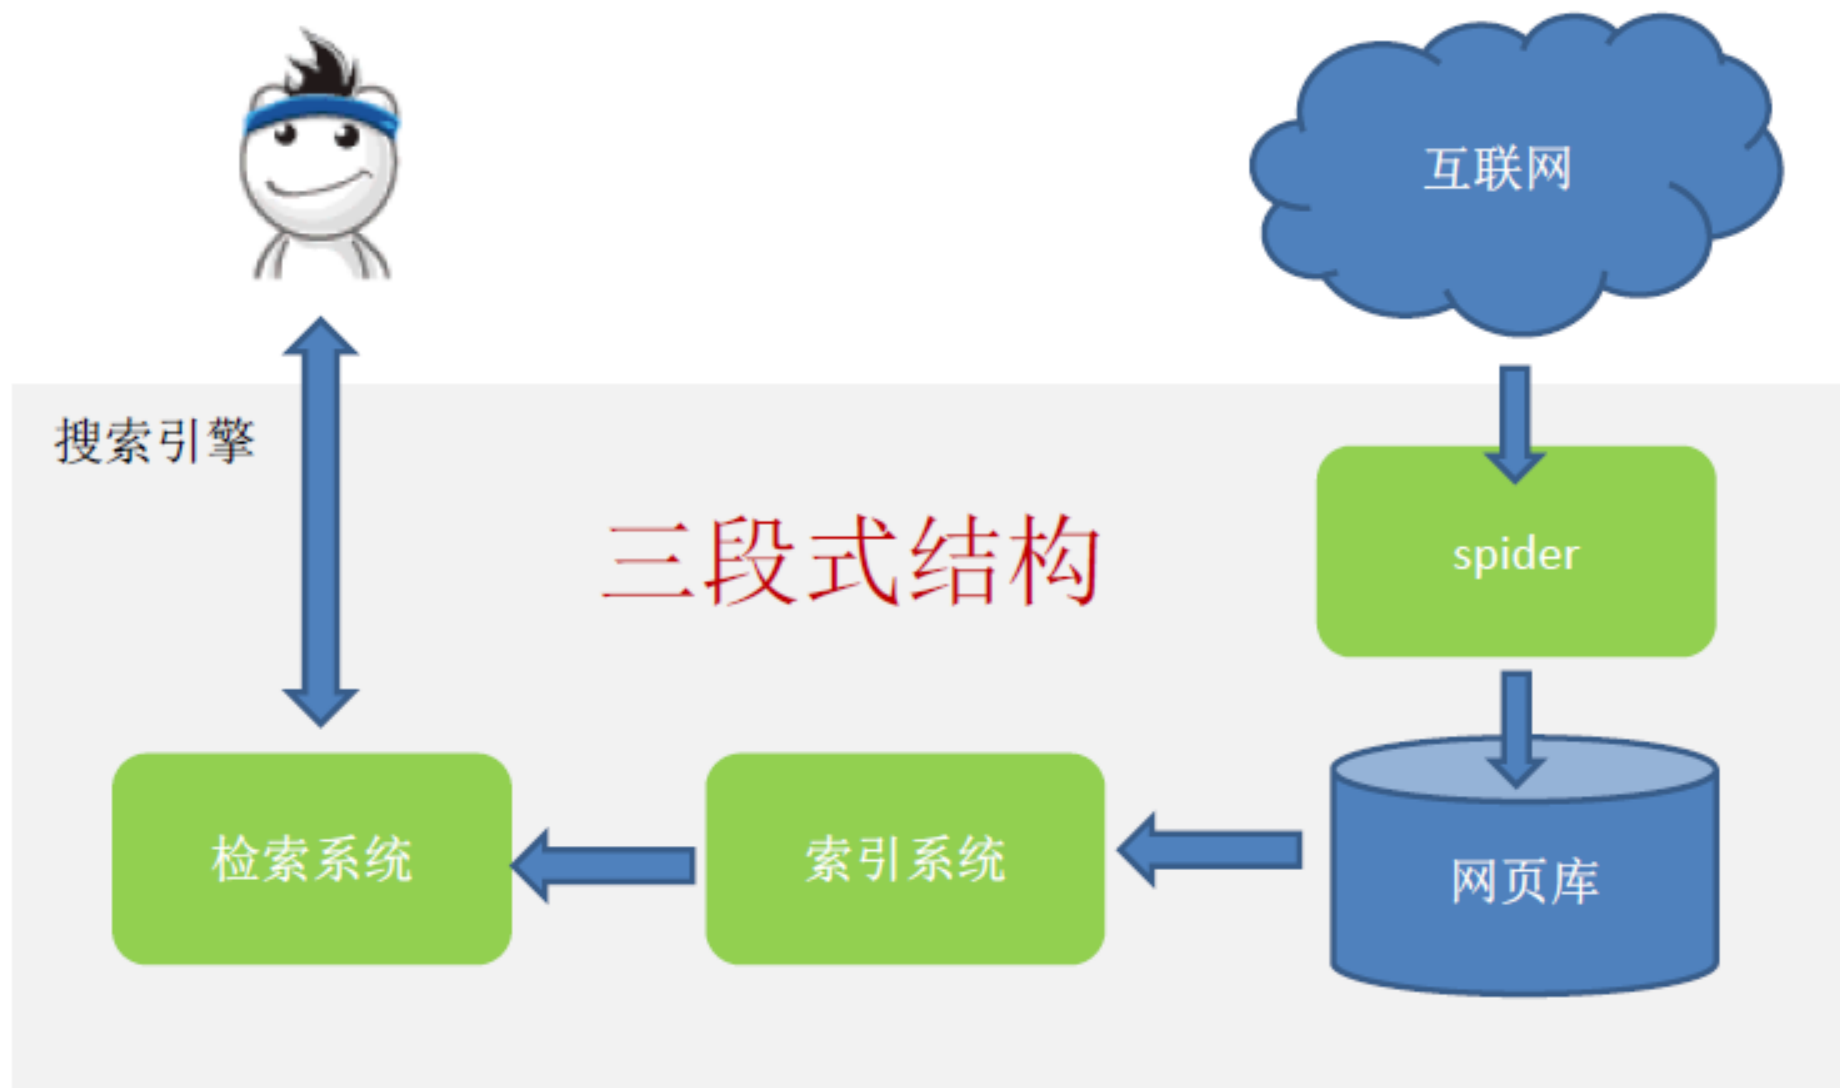 互联网
搜索引擎
三段式结构
spider
检索系统
索引系统
网页库